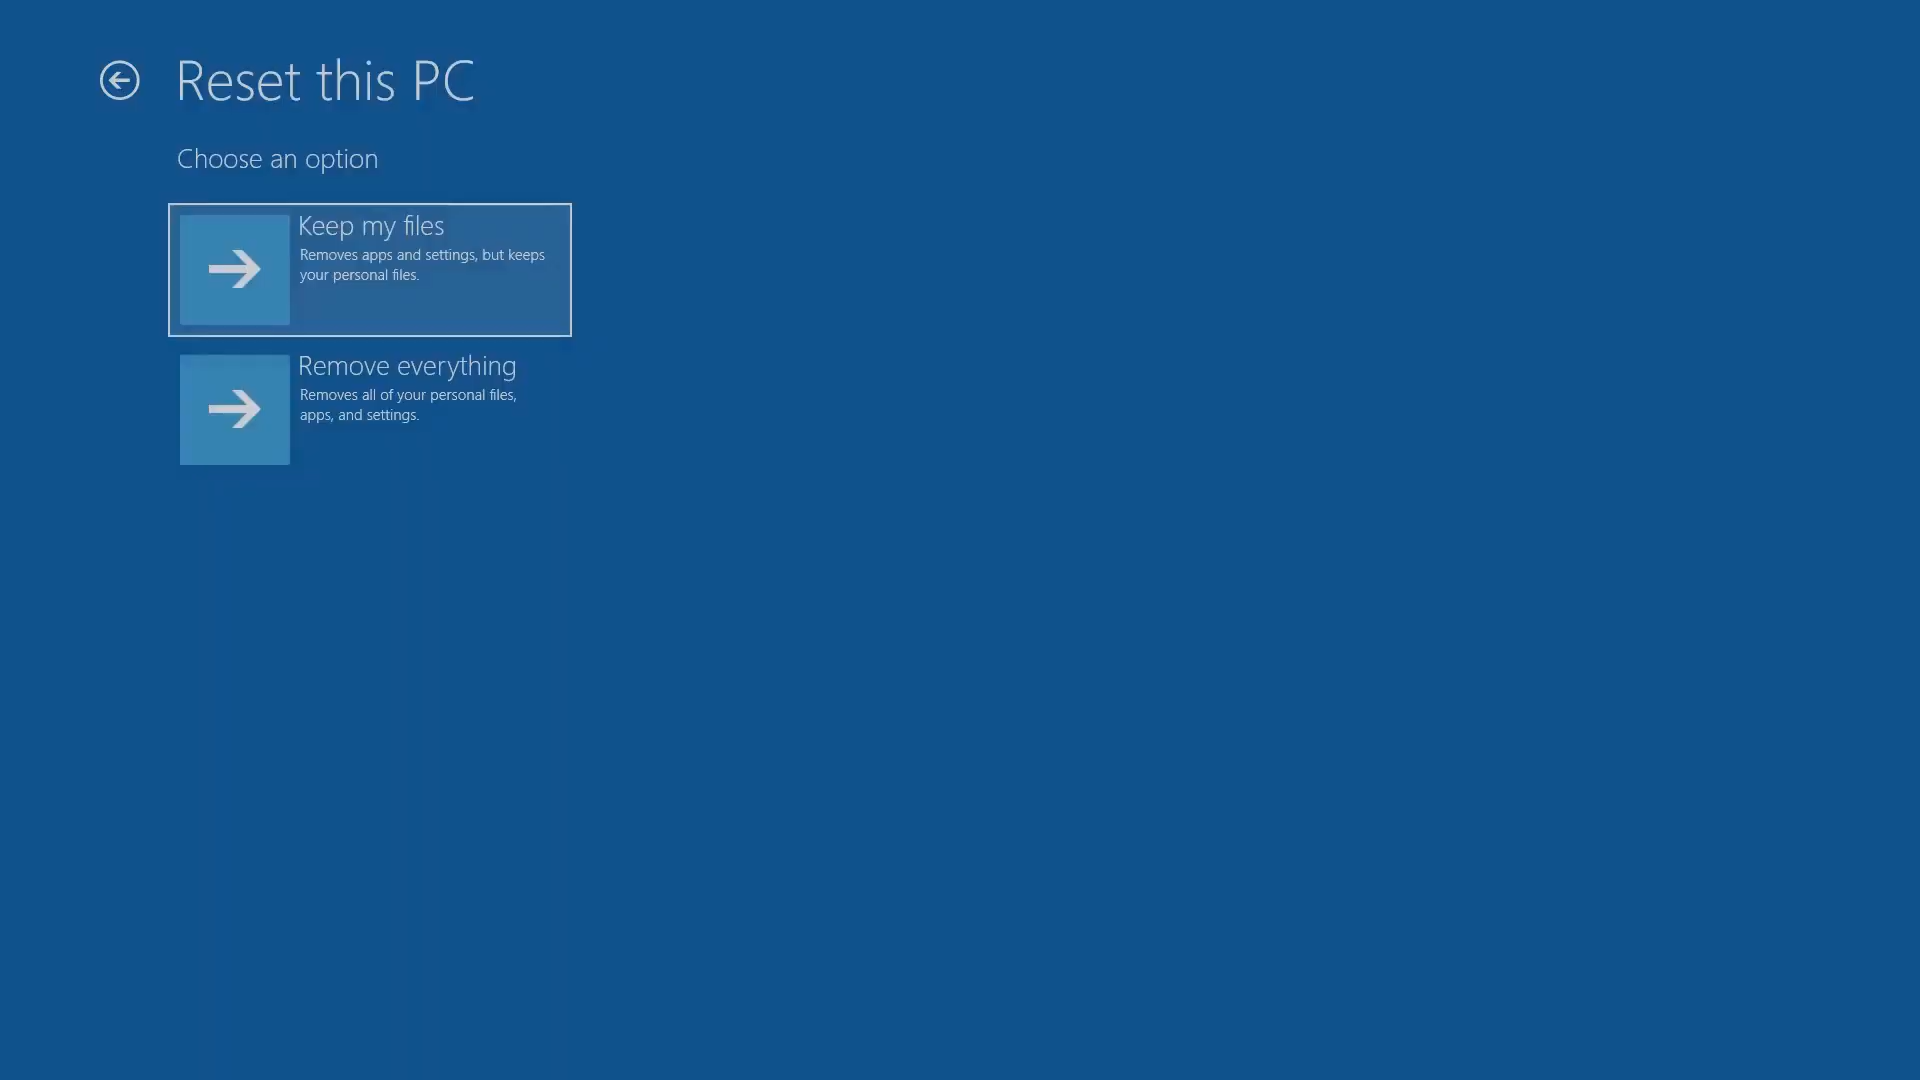 Reset this PC
Choose an option
Keep my files
Removes apps and settings, but keeps
your personal files.
Remove everything
Removes all of your personal files,
apps, and settings.